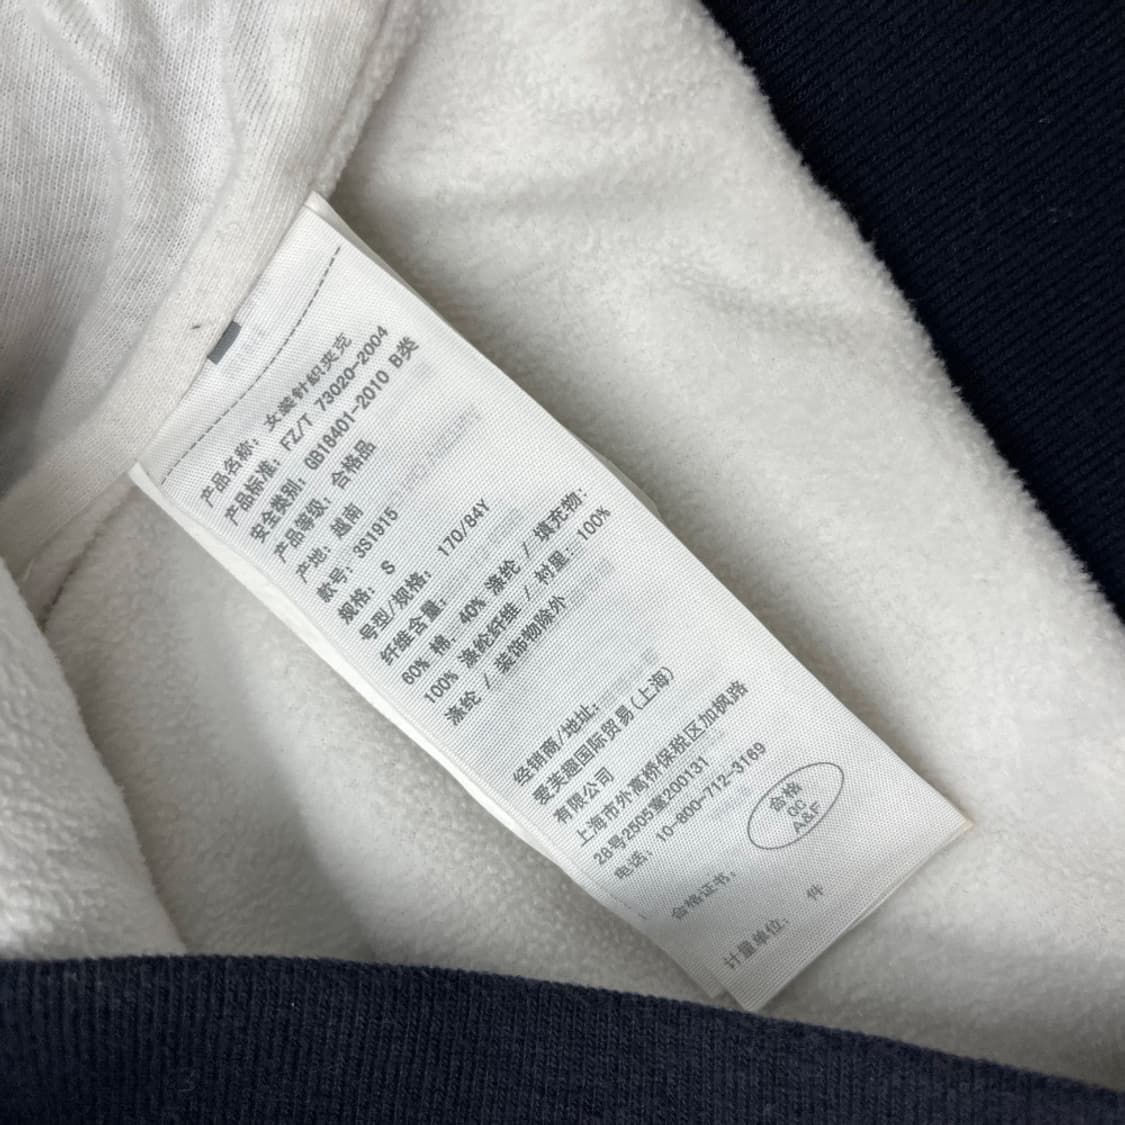 产品名称: 女装针织夹克
产品标准: FZ/T 73020-2004
安全类别: GB18401-2010 B类
产品等级: 合格品
产地: 越南
款号: 3S1915
规格: S
号型/规格: 170/84Y
纤维含量:
60% 棉, 40% 涤纶 / 填充物:
100% 涤纶纤维 / 衬里: 100%
涤纶 / 装饰物除外
经销商/地址:
爱芙趣国际贸易(上海)
有限公司
上海市外高桥保税区加枫路
28号2505室200131
电话: 10-800-712-3169
合格
QC
A&F
合格证书:
计量单位: 件